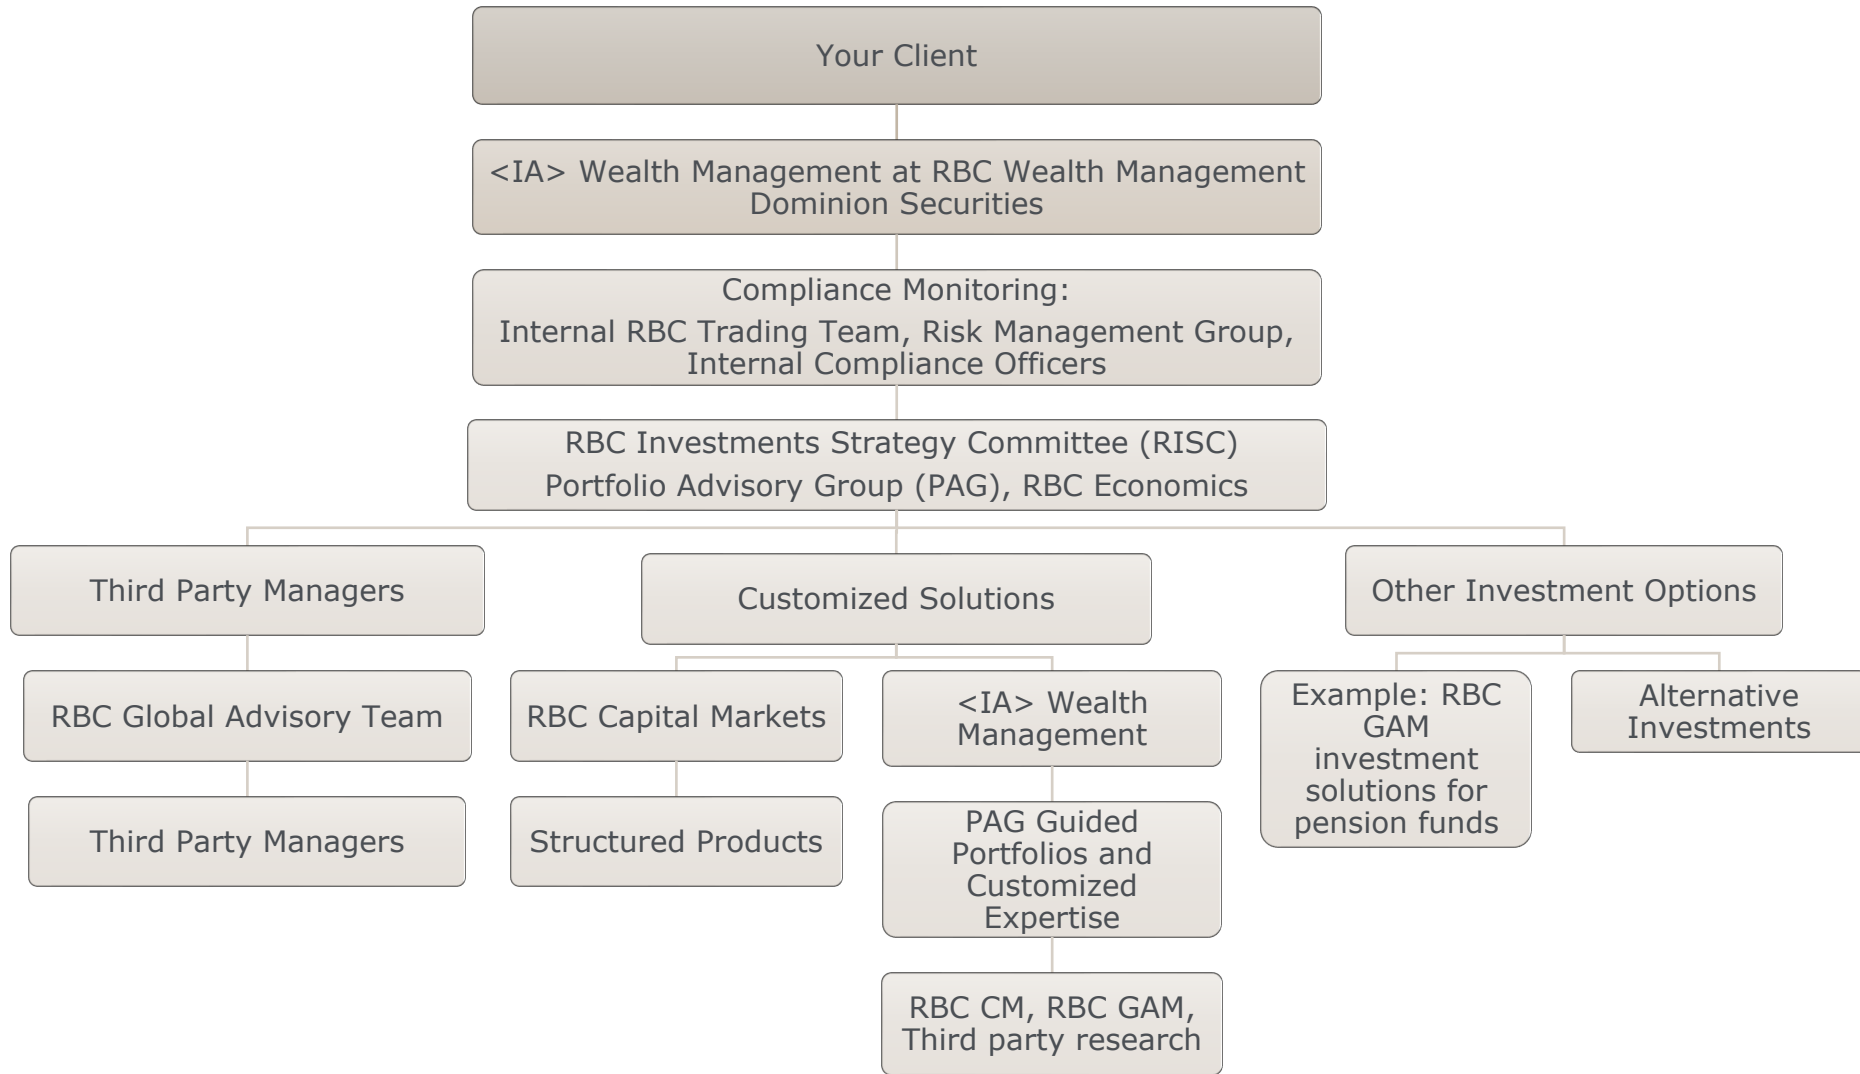 Your Client
<IA> Wealth Management at RBC Wealth Management
Dominion Securities
Compliance Monitoring:
Internal RBC Trading Team, Risk Management Group,
Internal Compliance Officers
RBC Investments Strategy Committee (RISC)
Portfolio Advisory Group (PAG), RBC Economics
Third Party Managers
Customized Solutions
Other Investment Options
RBC Global Advisory Team
RBC Capital Markets
<IA> Wealth
Management
Example: RBC
GAM
investment
solutions for
pension funds
Alternative
Investments
Third Party Managers
Structured Products
PAG Guided
Portfolios and
Customized
Expertise
RBC CM, RBC GAM,
Third party research